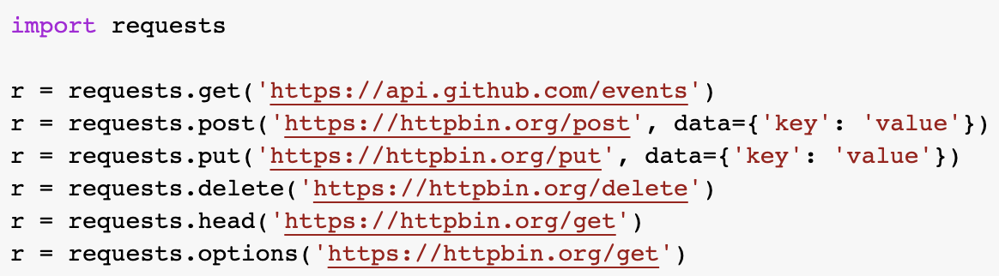 import requests
r = requests.get('https://api.github.com/events')
r = requests.post('https://httpbin.org/post', data={'key': 'value'})
r = requests.put('https://httpbin.org/put', data={'key': 'value'})
r = requests.delete('https://httpbin.org/delete')
r = requests.head('https://httpbin.org/get')
r = requests.options('https://httpbin.org/get')